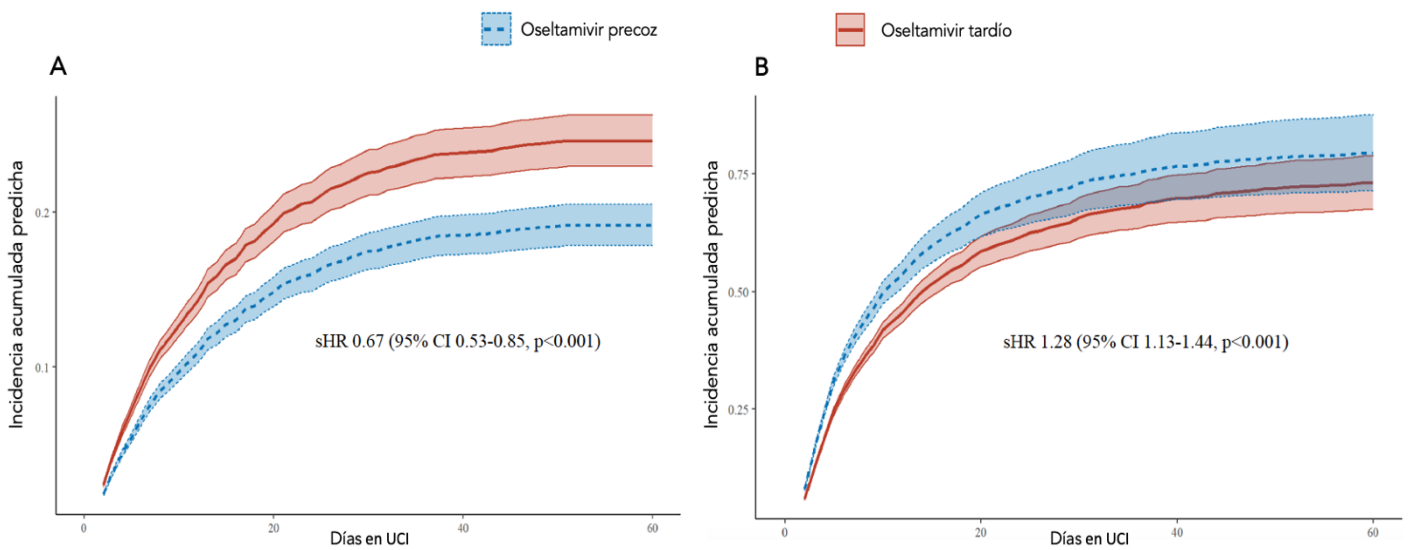 Oseltamivir precoz
Oseltamivir tardío
A
Incidencia acumulada predicha
0.2
0.1
sHR 0.67 (95% CI 0.53-0.85, p<0.001)
0
20
40
60
Días en UCI
B
Incidencia acumulada predicha
0.75
0.50
0.25
sHR 1.28 (95% CI 1.13-1.44, p<0.001)
0
20
40
60
Días en UCI